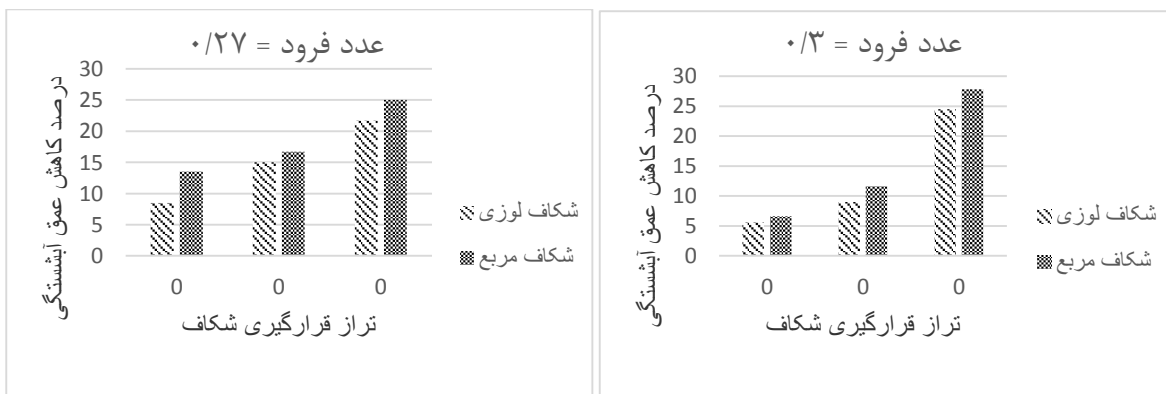 عدد فرود = ۰/۲۷
درصد کاهش عمق آبشستگی
30
25
20
15
10
5
0
0 0 0
تراز قرارگیری شکاف
شکاف لوزی
شکاف مربع
عدد فرود = ۰/۳
درصد کاهش عمق آبشستگی
30
25
20
15
10
5
0
0 0 0
تراز قرارگیری شکاف
شکاف لوزی
شکاف مربع